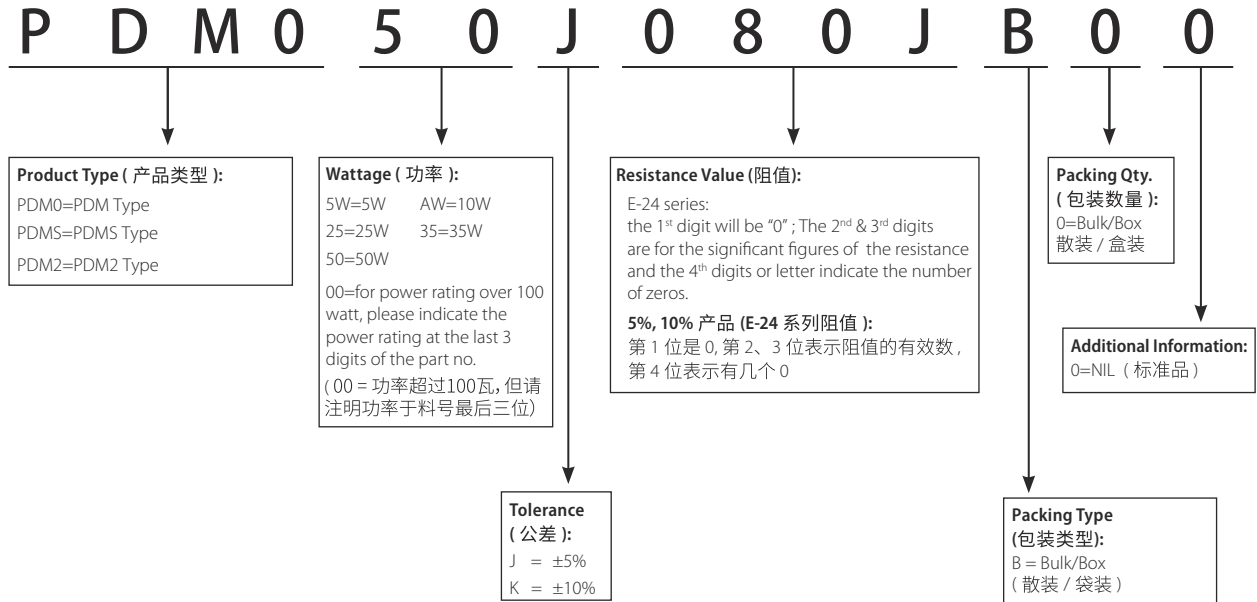 P D M 0 5 0 J 0 8 0 J B 0 0
Product Type ( 产品类型 ):
PDM0=PDM Type
PDMS=PDMS Type
PDM2=PDM2 Type
Wattage ( 功率 ):
5W=5W AW=10W
25=25W 35=35W
50=50W
00=for power rating over 100
watt, please indicate the
power rating at the last 3
digits of the part no.
( 00 = 功率超过100瓦，但请
注明功率于料号最后三位）
Resistance Value (阻值):
E-24 series:
the 1st digit will be “0” ; The 2nd & 3rd digits
are for the significant figures of the resistance
and the 4th digits or letter indicate the number
of zeros.
5%, 10% 产品 (E-24 系列阻值 ):
第 1 位是 0, 第 2、3 位表示阻值的有效数 ,
第 4 位表示有几个 0
Packing Qty.
( 包装数量 ):
0=Bulk/Box
散装 / 盒装
Additional Information:
0=NIL ( 标准品 )
Tolerance
( 公差 ):
J = ±5%
K = ±10%
Packing Type
(包装类型):
B = Bulk/Box
( 散装 / 袋装 )